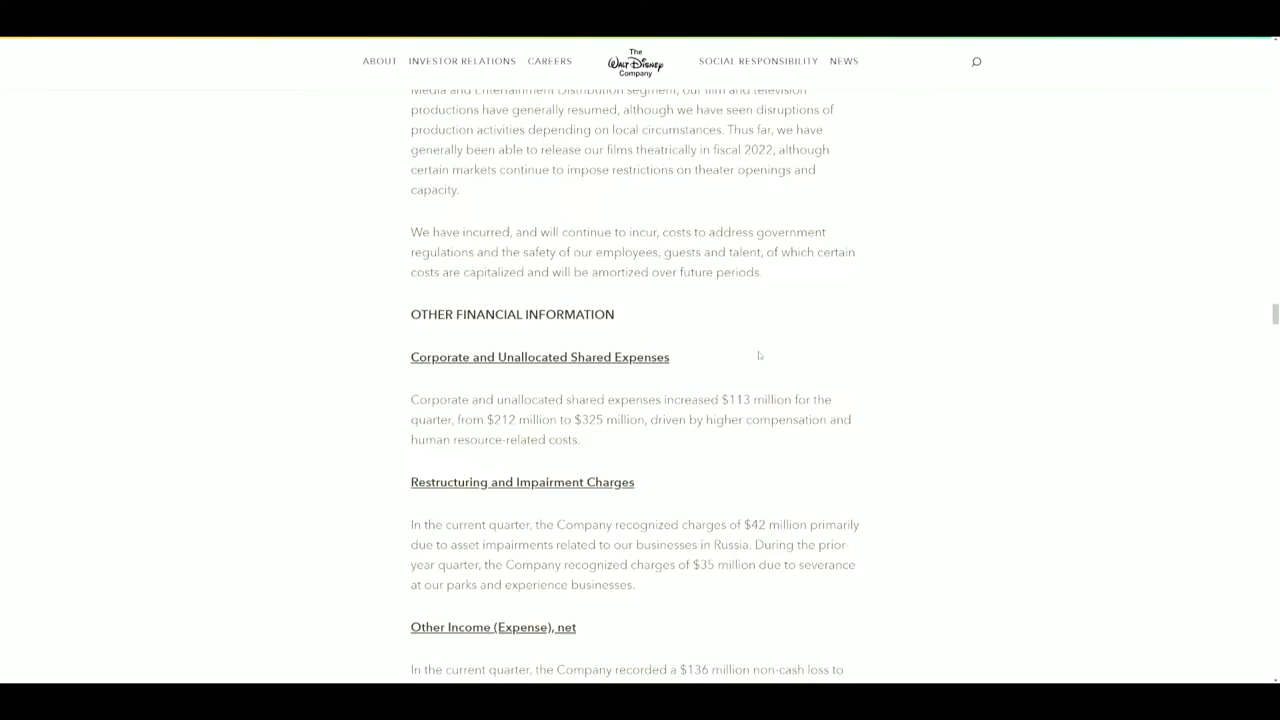 ABOUT INVESTOR RELATIONS CAREERS The Walt Disney Company SOCIAL RESPONSIBILITY NEWS
Media and Entertainment Distribution segment, our film and television
productions have generally resumed, although we have seen disruptions of
production activities depending on local circumstances. Thus far, we have
generally been able to release our films theatrically in fiscal 2022, although
certain markets continue to impose restrictions on theater openings and
capacity.
We have incurred, and will continue to incur, costs to address government
regulations and the safety of our employees, guests and talent, of which certain
costs are capitalized and will be amortized over future periods.
OTHER FINANCIAL INFORMATION
Corporate and Unallocated Shared Expenses
Corporate and unallocated shared expenses increased $113 million for the
quarter, from $212 million to $325 million, driven by higher compensation and
human resource-related costs.
Restructuring and Impairment Charges
In the current quarter, the Company recognized charges of $42 million primarily
due to asset impairments related to our businesses in Russia. During the prior-
year quarter, the Company recognized charges of $35 million due to severance
at our parks and experience businesses.
Other Income (Expense), net
In the current quarter, the Company recorded a $136 million non-cash loss to